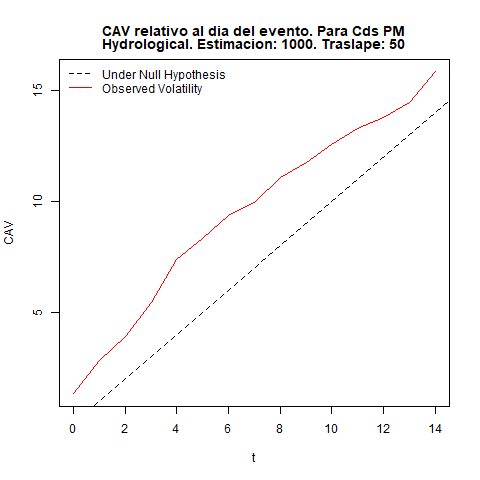 CAV relativo al dia del evento. Para Cds PM
Hydrological. Estimacion: 1000. Traslape: 50
Under Null Hypothesis
Observed Volatility
15
10
5
CAV
0 2 4 6 8 10 12 14
t